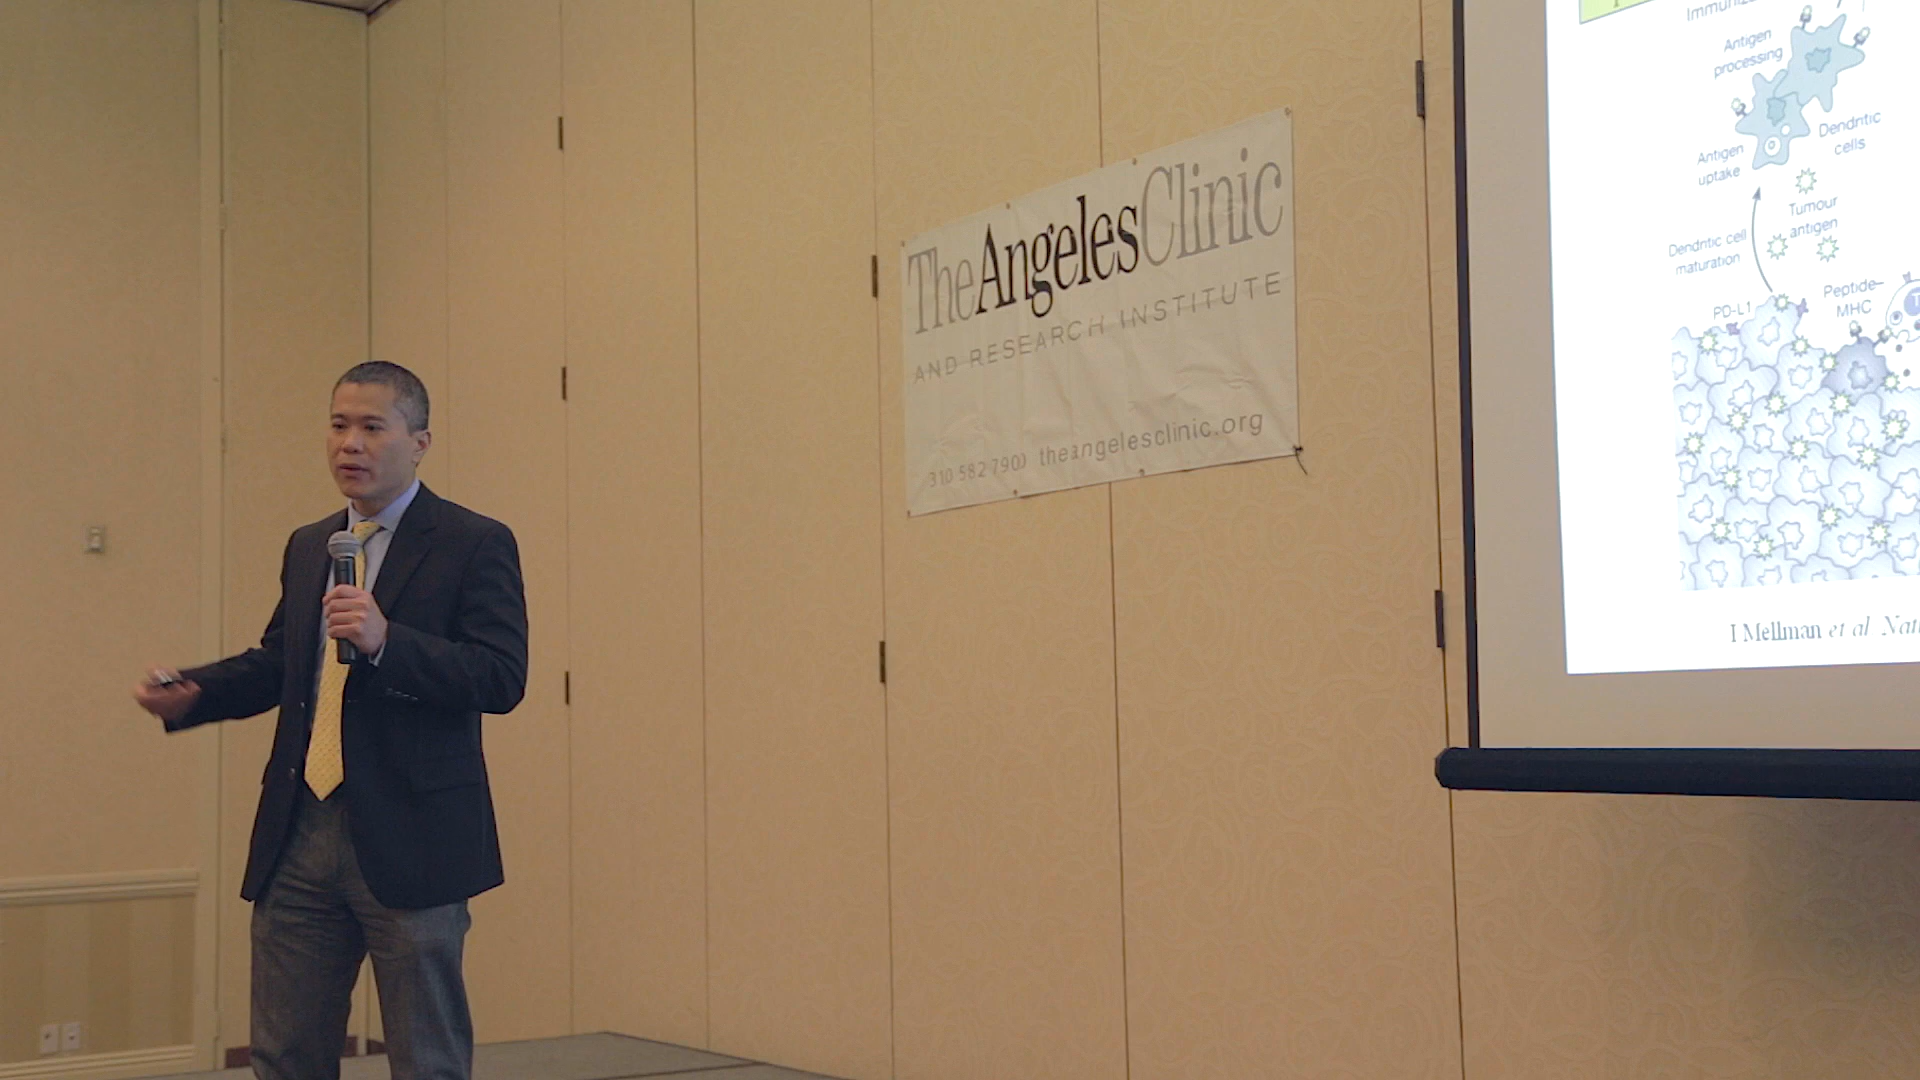 TheAngelesClinic
AND RESEARCH INSTITUTE
310 582 7900 theangelesclinic.org
Antigen
processing
Dendritic
cells
Antigen
uptake
Tumour
antigen
Dendritic cell
maturation
PD-L1
Peptide–
MHC
T
I Mellman et al